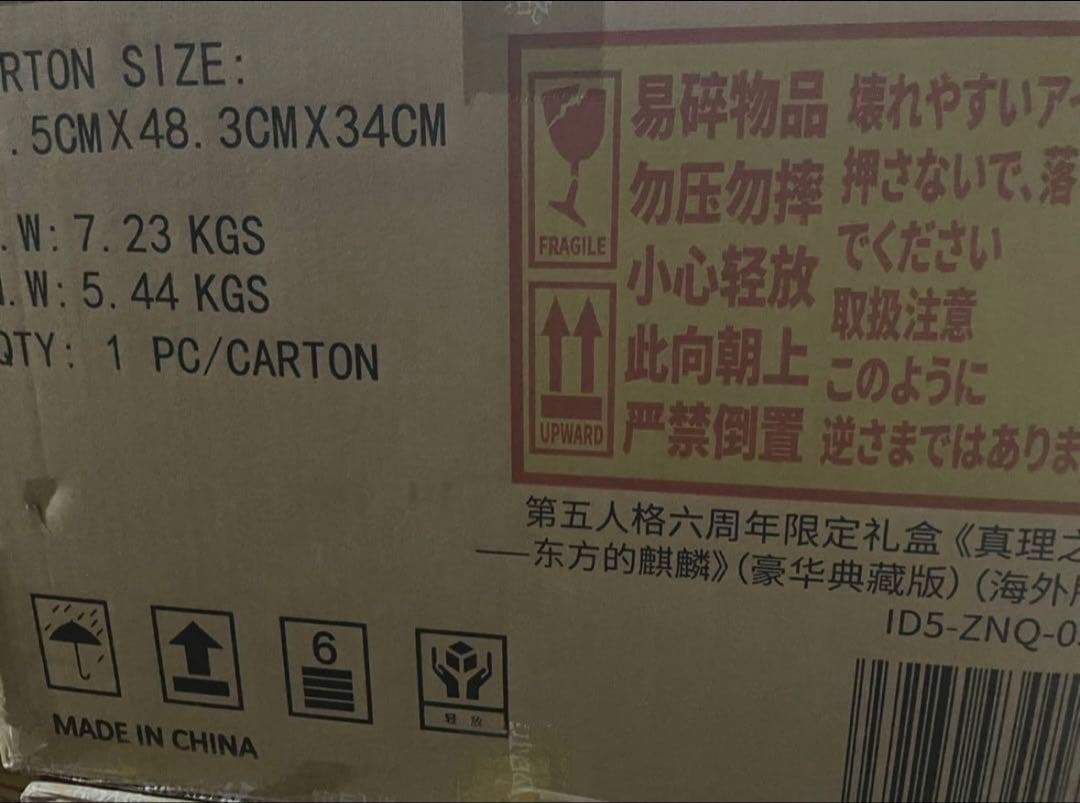 RTON SIZE:
.5CMX48.3CMX34CM
.W: 7.23 KGS
.W: 5.44 KGS
QTY: 1 PC/CARTON
FRAGILE
UPWARD
易碎物品
勿压勿摔
小心轻放
此向朝上
严禁倒置
壊れやすいアイ
押さないで、落
でください
取扱注意
このように
逆さまではありま
第五人格六周年限定礼盒《真理之
——东方的麒麟》(豪华典藏版)(海外
ID5-ZNQ-0
6
轻放
MADE IN CHINA